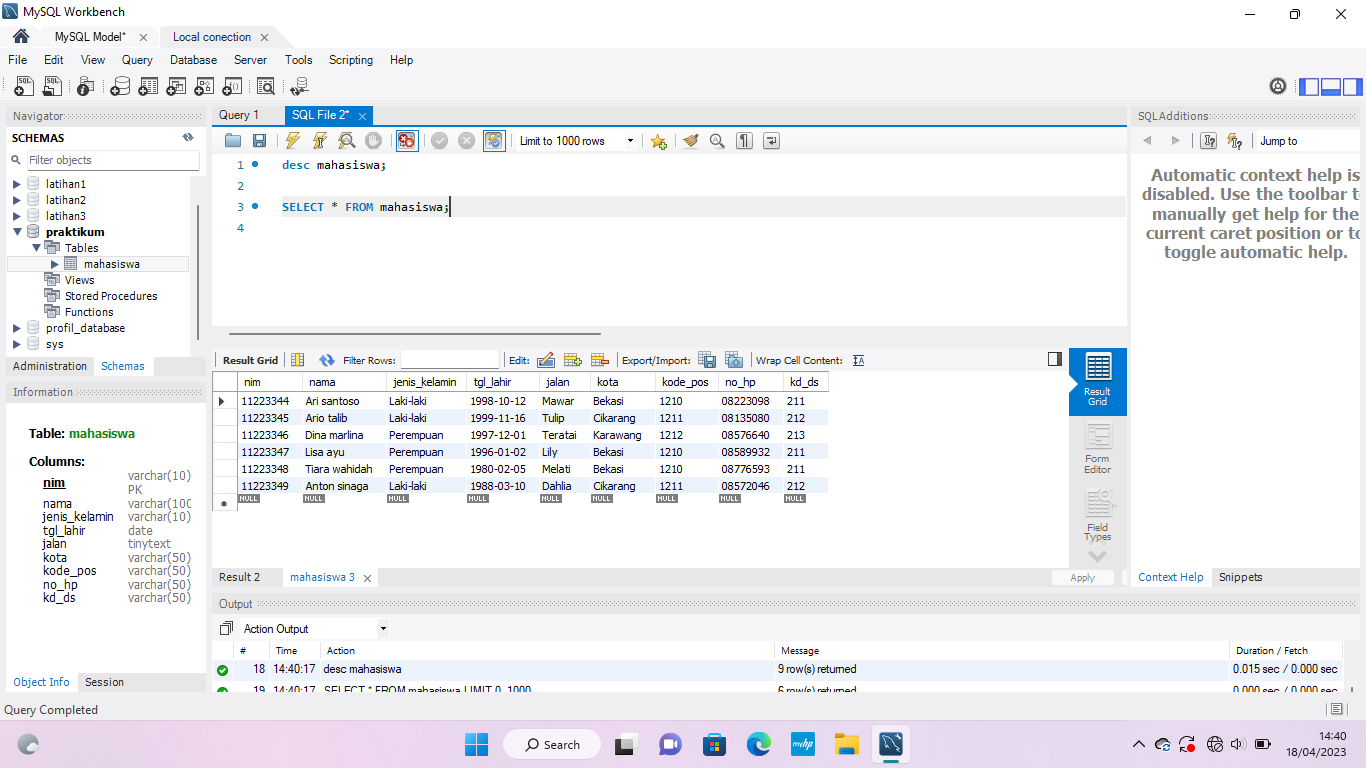 MySQL Workbench
MySQL Model* Local conection
File Edit View Query Database Server Tools Scripting Help
Navigator
SCHEMAS
Filter objects
latihan1
latihan2
latihan3
praktikum
Tables
mahasiswa
Views
Stored Procedures
Functions
profil_database
sys
Administration Schemas
Information
Table: mahasiswa
Columns:
nim varchar(10) PK
nama varchar(100
jenis_kelamin varchar(10)
tgl_lahir date
jalan tinytext
kota varchar(50)
kode_pos varchar(50)
no_hp varchar(50)
kd_ds varchar(50)
Object Info Session
Query Completed
Query 1 SQL File 2*
Limit to 1000 rows
1 desc mahasiswa;
2
3 SELECT * FROM mahasiswa;
4
Result Grid Filter Rows: Edit: Export/Import: Wrap Cell Content:
nim nama jenis_kelamin tgl_lahir jalan kota kode_pos no_hp kd_ds
11223344 Ari santoso Laki-laki 1998-10-12 Mawar Bekasi 1210 08223098 211
11223345 Ario talib Laki-laki 1999-11-16 Tulip Cikarang 1211 08135080 212
11223346 Dina marlina Perempuan 1997-12-01 Teratai Karawang 1212 08576640 213
11223347 Lisa ayu Perempuan 1996-01-02 Lily Bekasi 1210 08589932 211
11223348 Tiara wahidah Perempuan 1980-02-05 Melati Bekasi 1210 08776593 211
11223349 Anton sinaga Laki-laki 1988-03-10 Dahlia Cikarang 1211 08572046 212
NULL NULL NULL NULL NULL NULL NULL NULL NULL
Result Grid
Form Editor
Field Types
Result 2 mahasiswa 3 Apply
Output
Action Output
# Time Action Message Duration / Fetch
18 14:40:17 desc mahasiswa 9 row(s) returned 0.015 sec / 0.000 sec
19 14:40:17 SELECT * FROM mahasiswa LIMIT 0, 1000 6 row(s) returned 0.000 sec / 0.000 sec
SQLAdditions
Jump to
Automatic context help is
disabled. Use the toolbar t
manually get help for the
current caret position or to
toggle automatic help.
Context Help Snippets
Search
myhp
14:40
18/04/2023